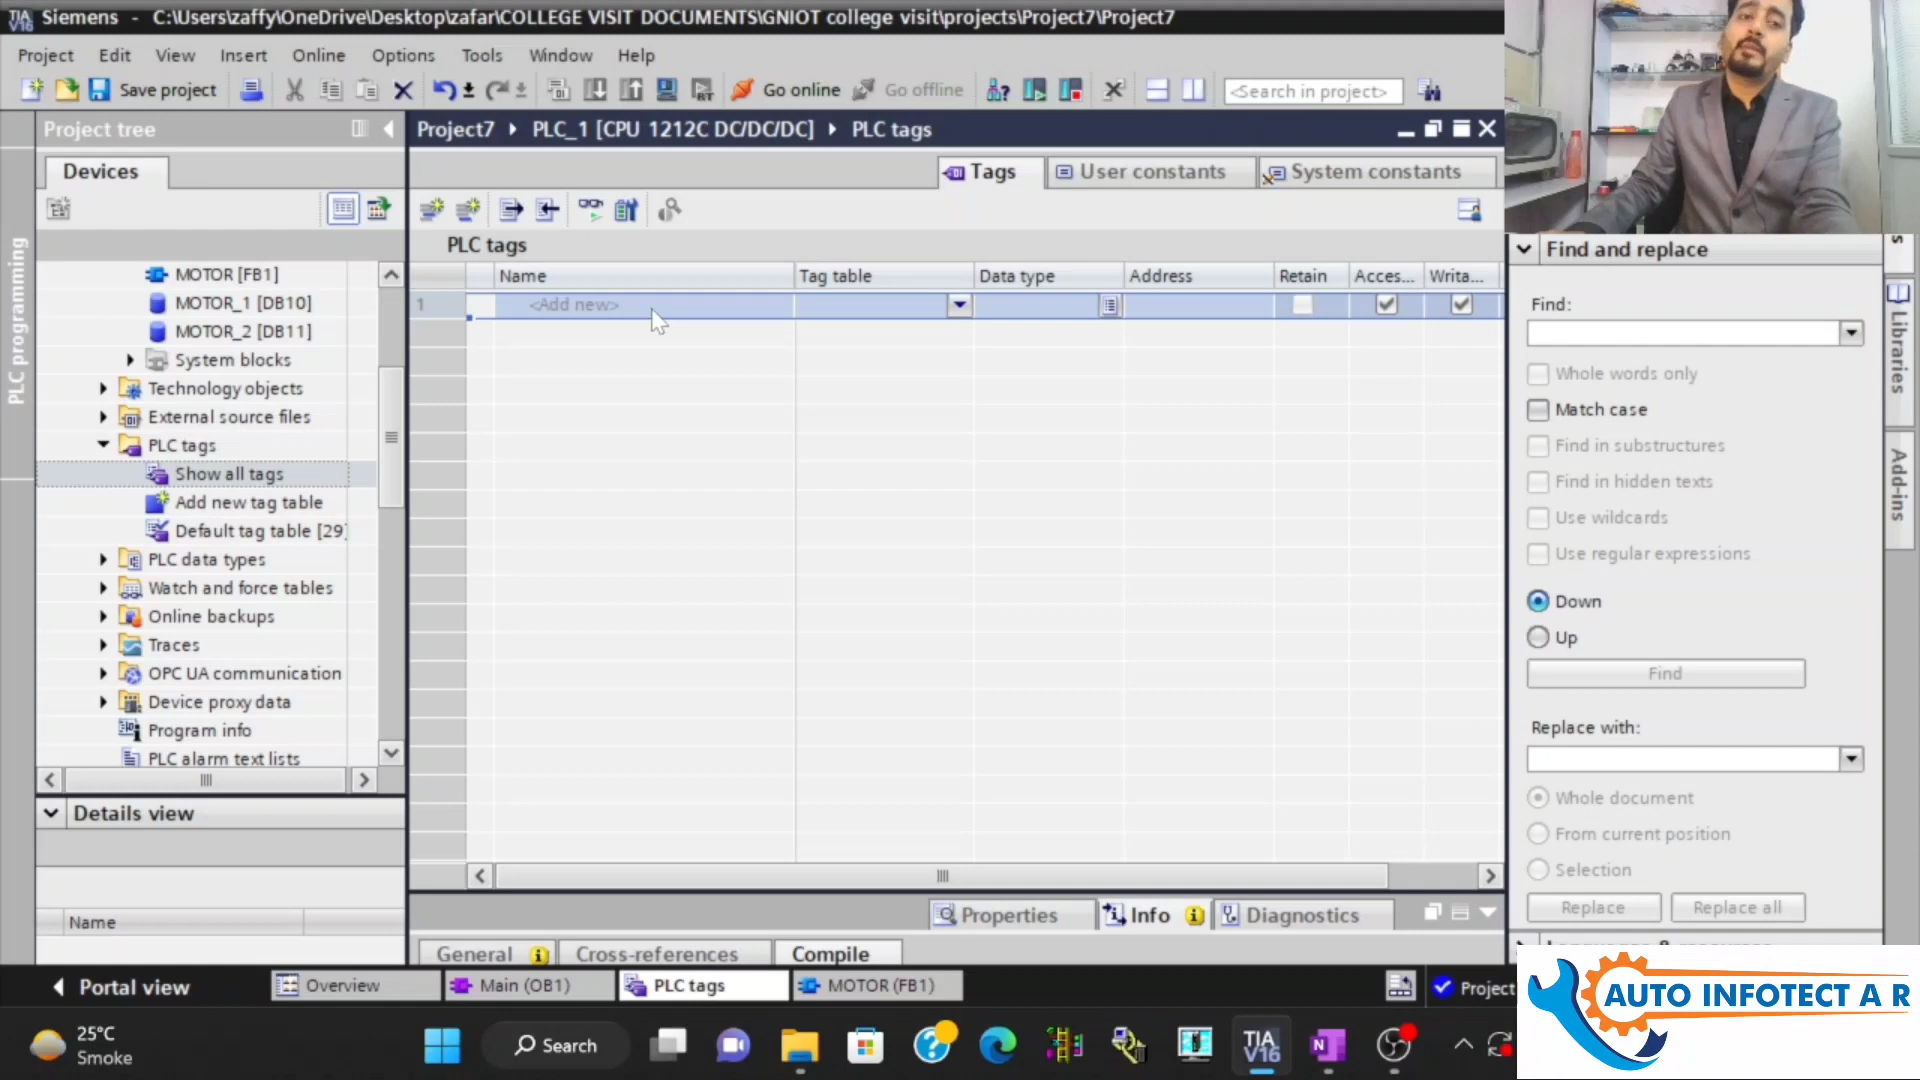 TIA V16
Siemens - C:\Users\zaffy\OneDrive\Desktop\zafar\COLLEGE VISIT DOCUMENTS\GNIOT college visit\projects\Project7\Project7
Project Edit View Insert Online Options Tools Window Help
Save project
Go online
Go offline
<Search in project>
Project tree
Project7 PLC_1 [CPU 1212C DC/DC/DC] PLC tags
Devices
Tags
User constants
System constants
PLC programming
PLC tags
Name Tag table Data type Address Retain Acces... Writa...
1 <Add new>
MOTOR [FB1]
MOTOR_1 [DB10]
MOTOR_2 [DB11]
System blocks
Technology objects
External source files
PLC tags
Show all tags
Add new tag table
Default tag table [29]
PLC data types
Watch and force tables
Online backups
Traces
OPC UA communication
Device proxy data
Program info
PLC alarm text lists
Details view
Name
Find and replace
Find:
Whole words only
Match case
Find in substructures
Find in hidden texts
Use wildcards
Use regular expressions
Down
Up
Find
Replace with:
Whole document
From current position
Selection
Replace
Replace all
Libraries
Add-ins
Properties
Info
Diagnostics
General
Cross-references
Compile
Portal view
Overview
Main (OB1)
PLC tags
MOTOR (FB1)
Project
AUTO INFOTECT A R
25°C
Smoke
Search
TIA
V16